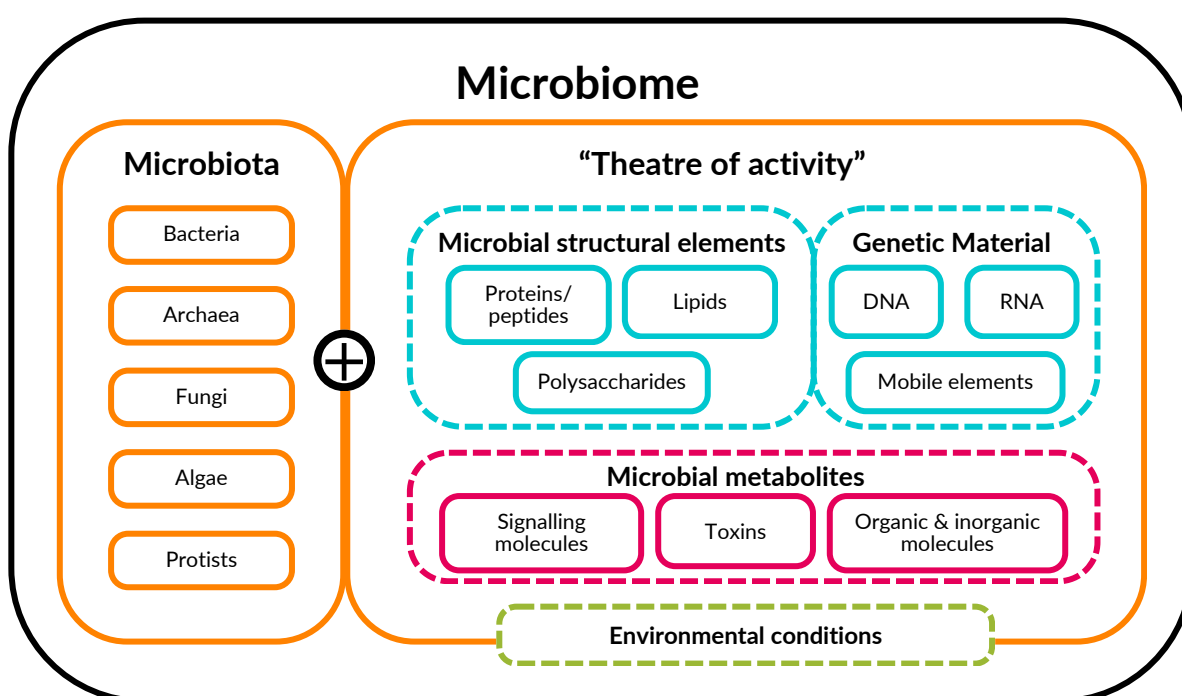 Microbiome
Microbiota
Bacteria
Archaea
Fungi
Algae
Protists
“Theatre of activity”
Microbial structural elements
Proteins/
peptides
Lipids
Polysaccharides
Genetic Material
DNA
RNA
Mobile elements
Microbial metabolites
Signalling
molecules
Toxins
Organic & inorganic
molecules
Environmental conditions